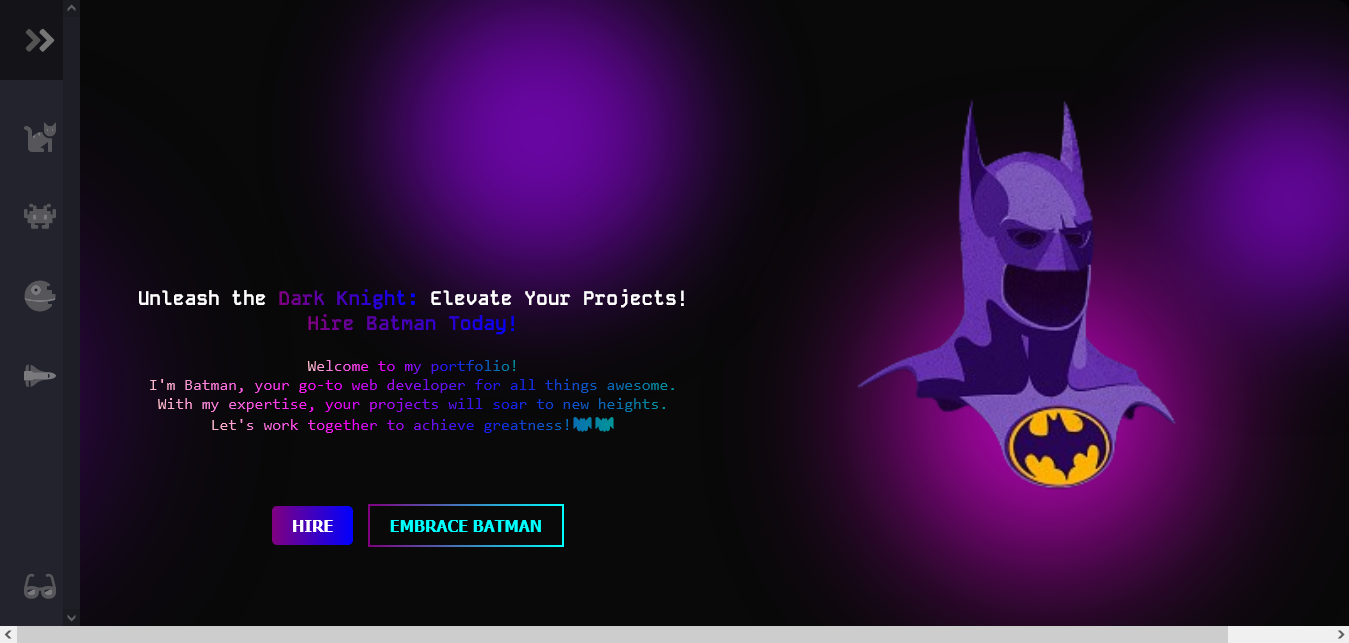 Unleash the Dark Knight: Elevate Your Projects!
Hire Batman Today!
Welcome to my portfolio!
I'm Batman, your go-to web developer for all things awesome.
With my expertise, your projects will soar to new heights.
Let's work together to achieve greatness!🦇🦇
HIRE
EMBRACE BATMAN